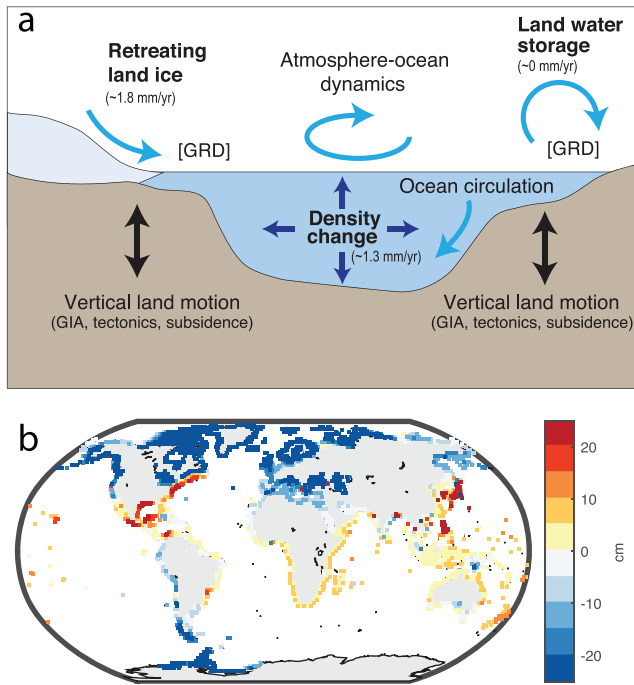 a
Retreating
land ice
(~1.8 mm/yr)
Atmosphere-ocean
dynamics
Land water
storage
(~0 mm/yr)
[GRD]
[GRD]
Ocean circulation
Density
change
(~1.3 mm/yr)
Vertical land motion
(GIA, tectonics, subsidence)
Vertical land motion
(GIA, tectonics, subsidence)
b
20
10
0
-10
-20
cm